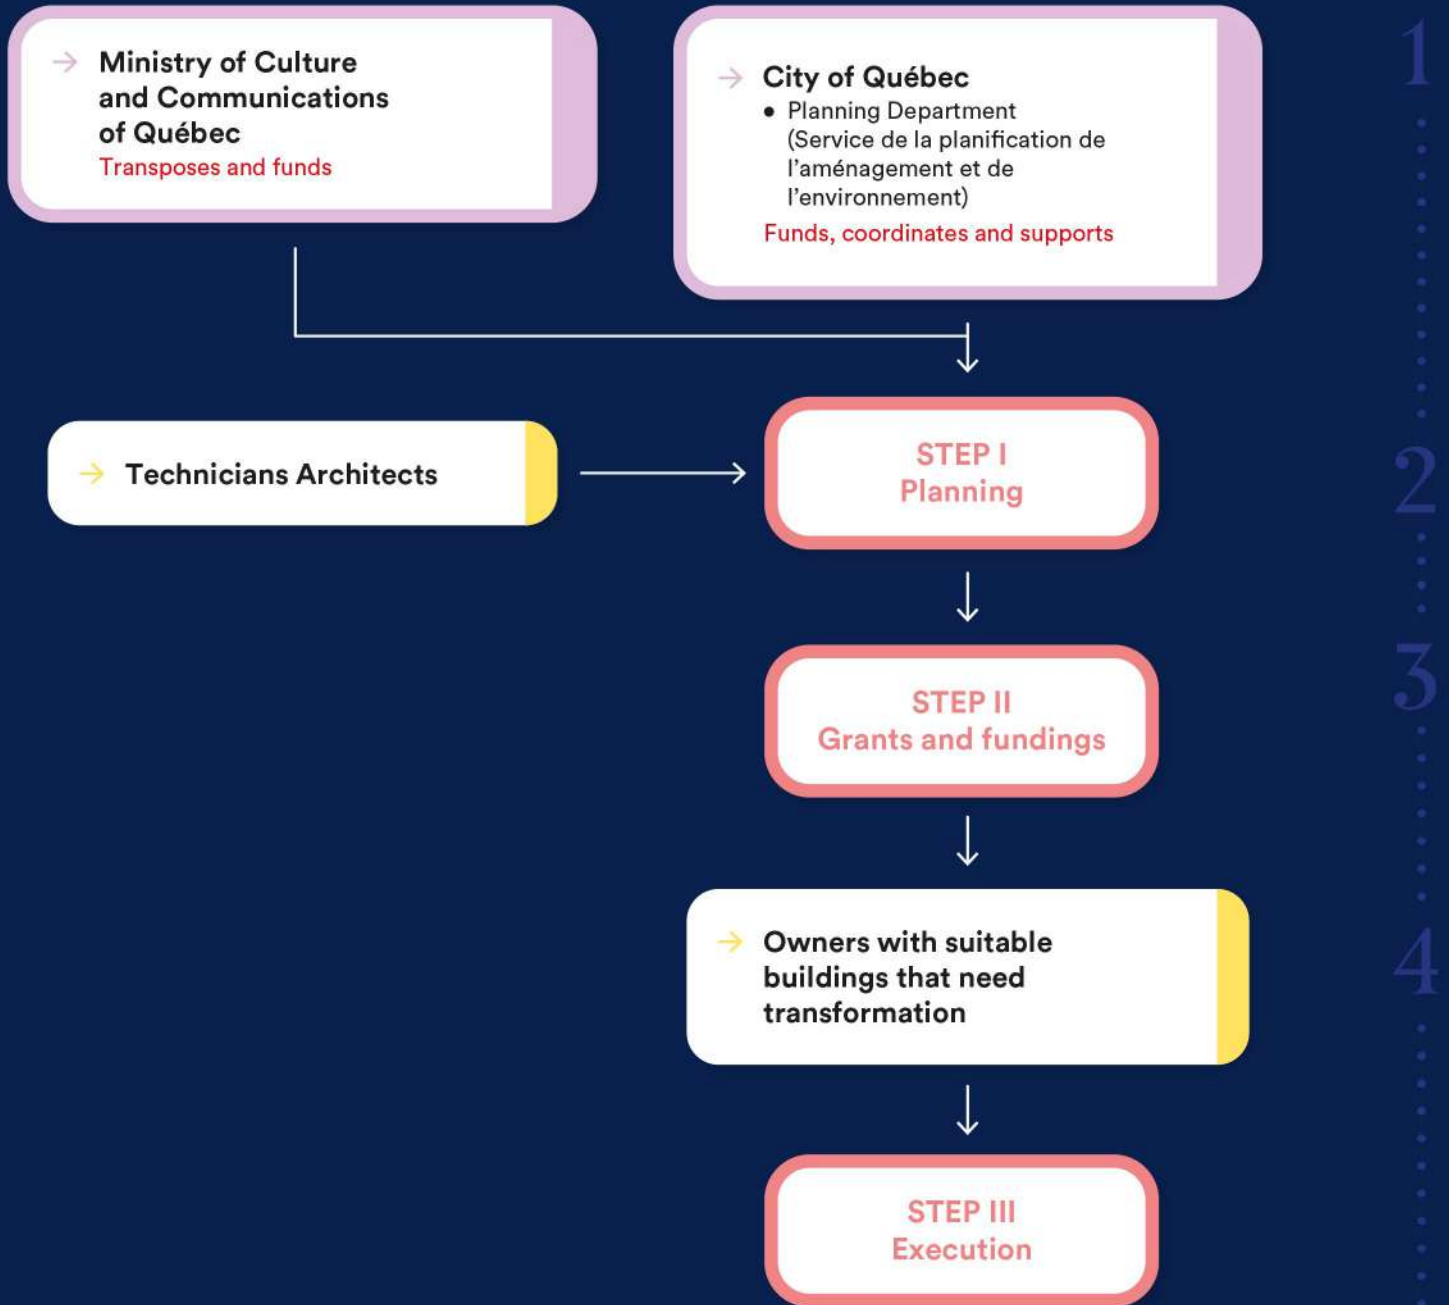 → Ministry of Culture
and Communications
of Québec
Transposes and funds
→ City of Québec
• Planning Department
(Service de la planification de
l’aménagement et de
l’environnement)
Funds, coordinates and supports
1
→ Technicians Architects
STEP I
Planning
2
STEP II
Grants and fundings
3
→ Owners with suitable
buildings that need
transformation
4
STEP III
Execution